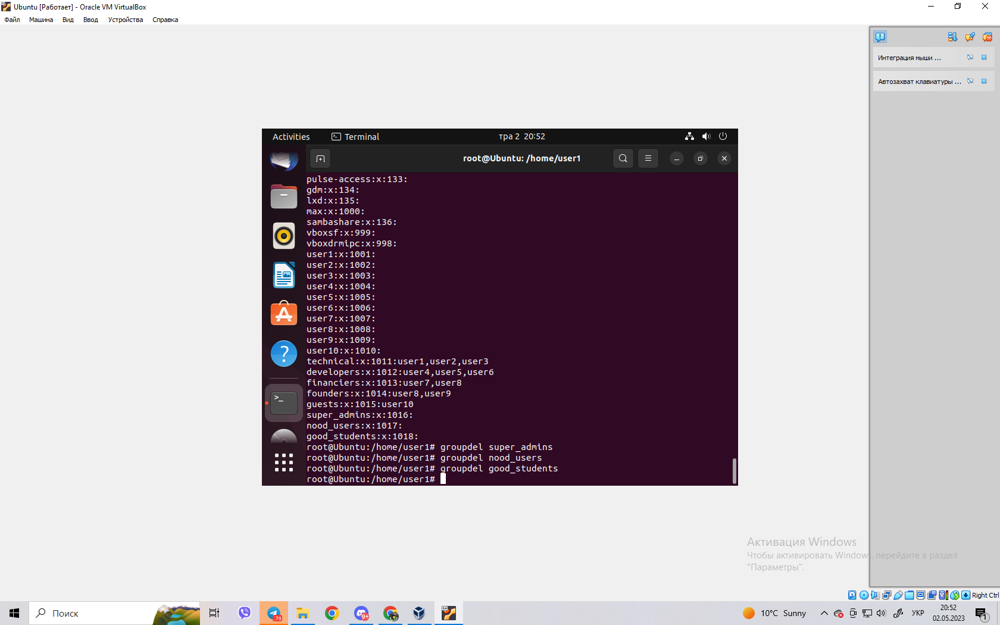 Ubuntu [Работает] - Oracle VM VirtualBox
Файл Машина Вид Ввод Устройства Справка
Интеграция мыши ...
Автозахват клавиатуры ...
Activities Terminal тра 2 20:52
root@Ubuntu: /home/user1
pulse-access:x:133:
gdm:x:134:
lxd:x:135:
max:x:1000:
sambashare:x:136:
vboxsf:x:999:
vboxdrmipc:x:998:
user1:x:1001:
user2:x:1002:
user3:x:1003:
user4:x:1004:
user5:x:1005:
user6:x:1006:
user7:x:1007:
user8:x:1008:
user9:x:1009:
user10:x:1010:
technical:x:1011:user1,user2,user3
developers:x:1012:user4,user5,user6
financiers:x:1013:user7,user8
founders:x:1014:user8,user9
guests:x:1015:user10
super_admins:x:1016:
nood_users:x:1017:
good_students:x:1018:
root@Ubuntu:/home/user1# groupdel super_admins
root@Ubuntu:/home/user1# groupdel nood_users
root@Ubuntu:/home/user1# groupdel good_students
root@Ubuntu:/home/user1#
Активация Windows
Чтобы активировать Windows, перейдите в раздел
"Параметры".
Right Ctrl
Поиск
79
9+
64
10°C Sunny
УКР
20:52
02.05.2023
1